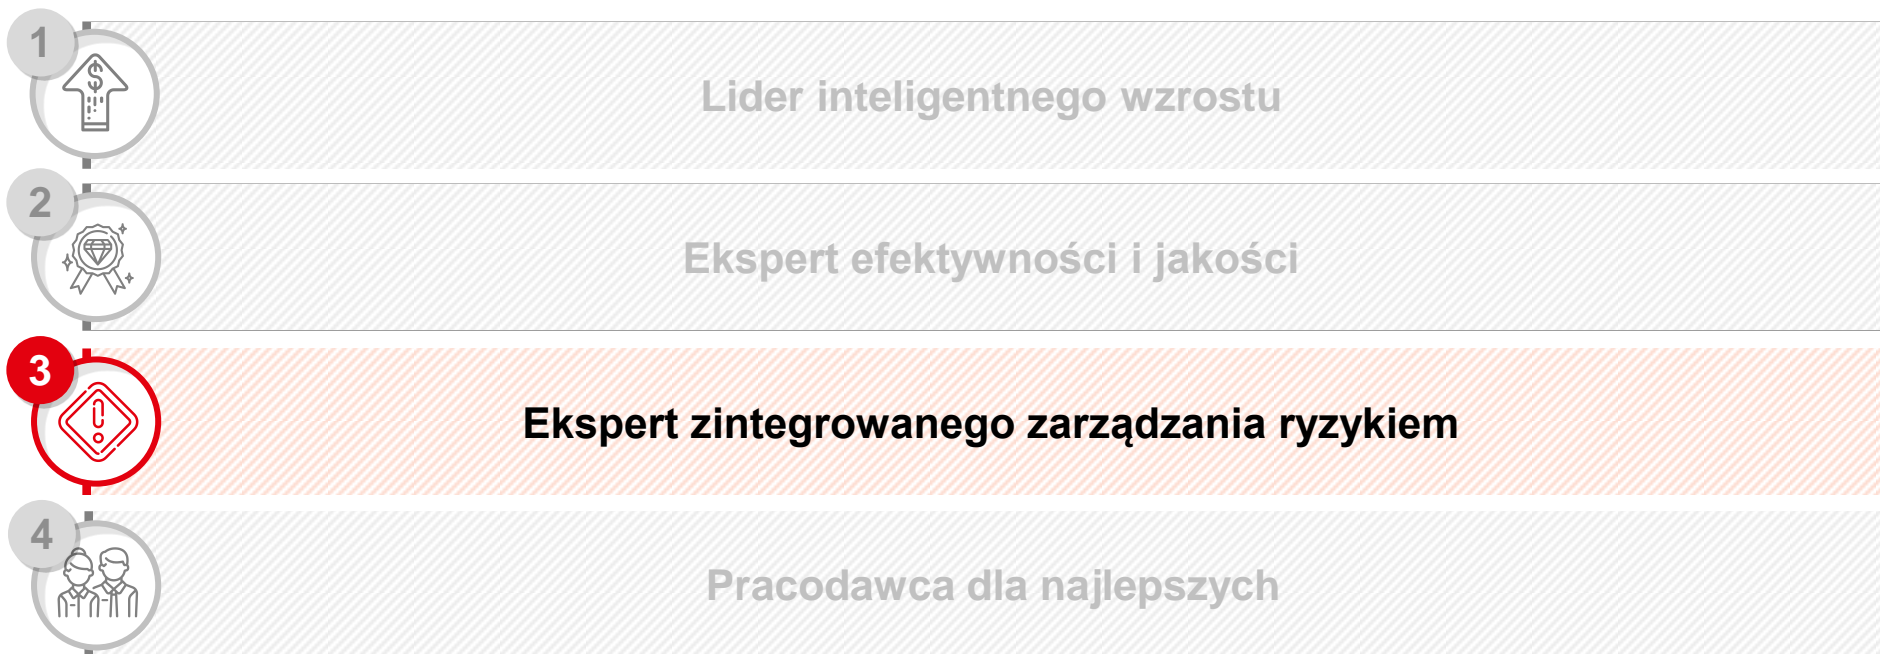 1
Lider inteligentnego wzrostu
2
Ekspert efektywności i jakości
3
Ekspert zintegrowanego zarządzania ryzykiem
4
Pracodawca dla najlepszych